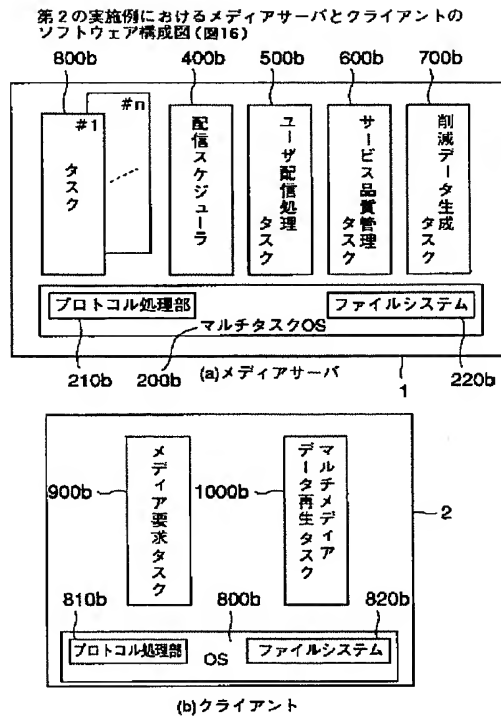 第2の実施例におけるメディアサーバとクライアントの
ソフトウェア構成図(図16)
800b
400b
500b
600b
700b
#n
#1
タスク
配信スケジューラ
ユーザ配信処理
タスク
サービス品質管理
タスク
削減データ生成
タスク
プロトコル処理部
ファイルシステム
マルチタスクOS
210b
200b
220b
(a)メディアサーバ
1
900b
メディア要求タスク
1000b
マルチメディア
データ再生タスク
2
810b
800b
820b
プロトコル処理部
OS
ファイルシステム
(b)クライアント